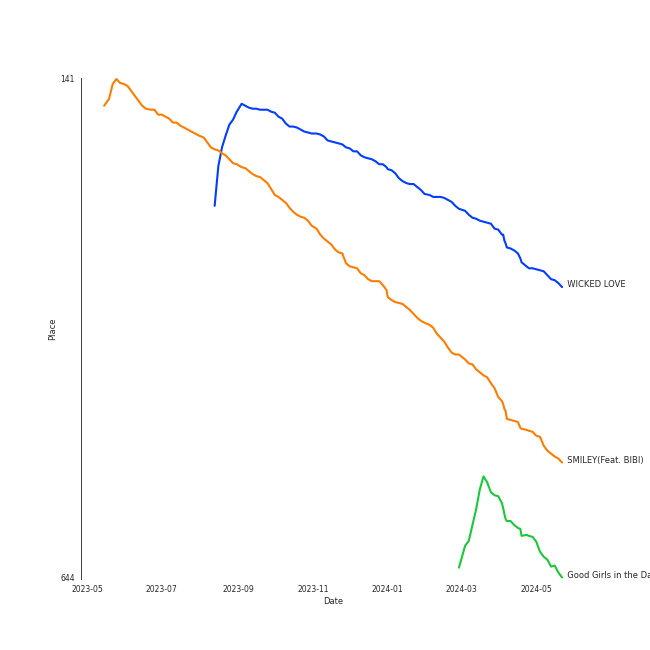 141
WICKED LOVE
Place
SMILEY(Feat. BIBI)
Good Girls in the
644
2023-05 2023-07 2023-09 2023-11 2024-01 2024-03 2024-05
Date